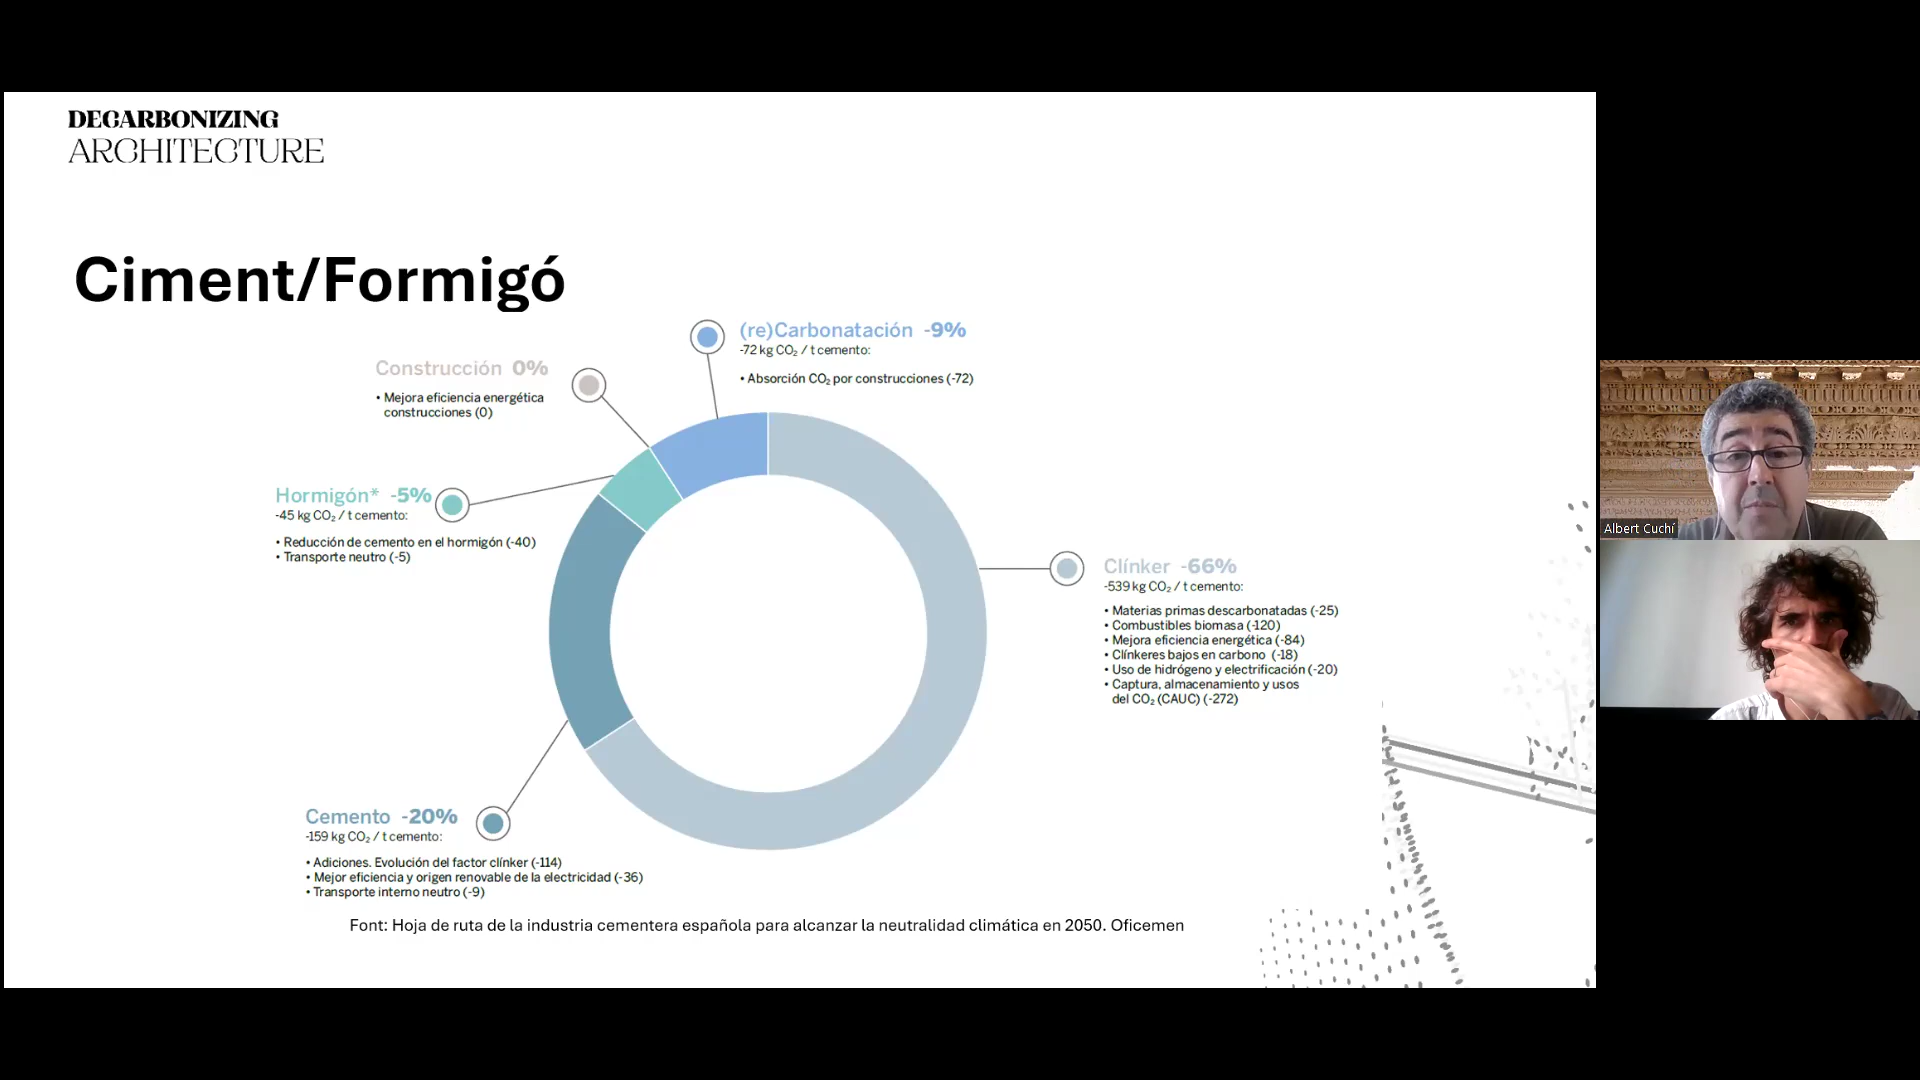 DECARBONIZING
ARCHITECTURE
Ciment/Formigó
(re)Carbonatación -9%
-72 kg CO₂ / t cemento:
• Absorción CO₂ por construcciones (-72)
Construcción 0%
• Mejora eficiencia energética
construcciones (0)
Hormigón* -5%
-45 kg CO₂ / t cemento:
• Reducción de cemento en el hormigón (-40)
• Transporte neutro (-5)
Clínker -66%
-539 kg CO₂ / t cemento:
• Materias primas descarbonatadas (-25)
• Combustibles biomasa (-120)
• Mejora eficiencia energética (-84)
• Clínkeres bajos en carbono (-18)
• Uso de hidrógeno y electrificación (-20)
• Captura, almacenamiento y usos
del CO₂ (CAUC) (-272)
Cemento -20%
-159 kg CO₂ / t cemento:
• Adiciones. Evolución del factor clínker (-114)
• Mejor eficiencia y origen renovable de la electricidad (-36)
• Transporte interno neutro (-9)
Font: Hoja de ruta de la industria cementera española para alcanzar la neutralidad climática en 2050. Oficemen
Albert Cuchí